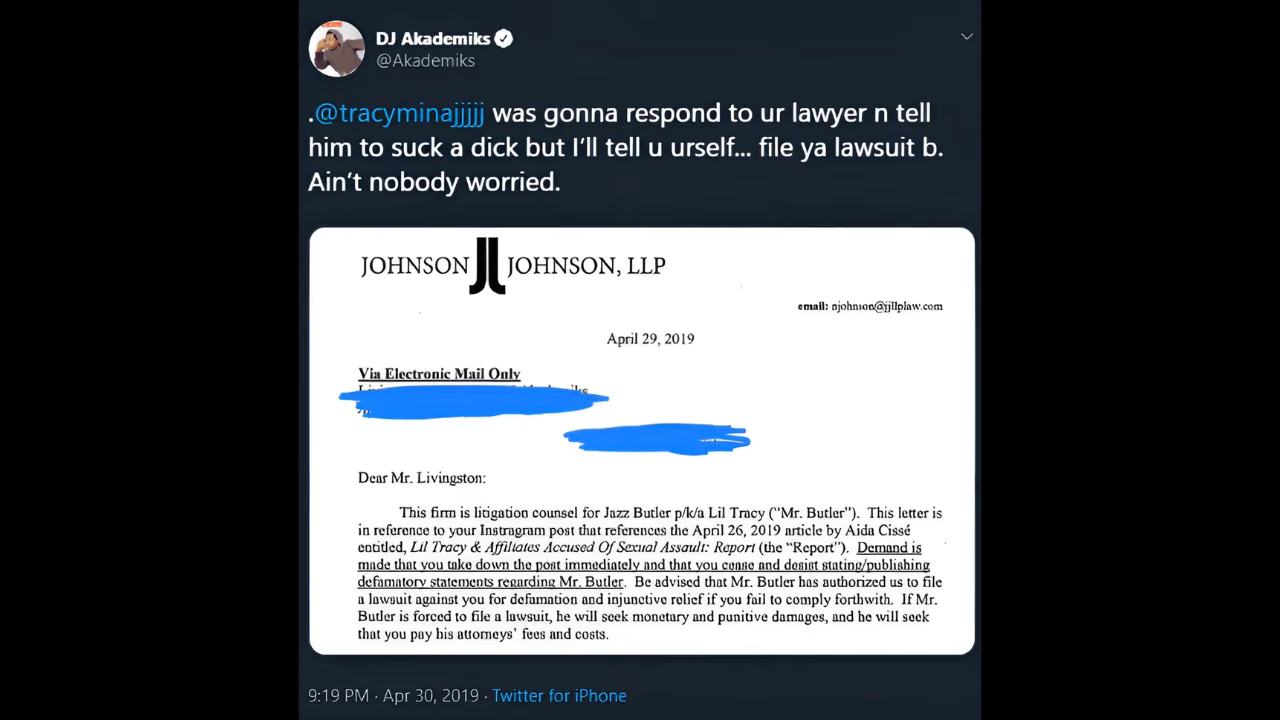 DJ Akademiks
@Akademiks
.@tracyminajjjjj was gonna respond to ur lawyer n tell
him to suck a dick but I’ll tell u urself... file ya lawsuit b.
Ain’t nobody worried.
JOHNSON JOHNSON, LLP
email: njohnson@jjllplaw.com
April 29, 2019
Via Electronic Mail Only
Dear Mr. Livingston:
This firm is litigation counsel for Jazz Butler p/k/a Lil Tracy ("Mr. Butler"). This letter is
in reference to your Instagram post that references the April 26, 2019 article by Aida Cissé
entitled, Lil Tracy & Affiliates Accused Of Sexual Assault: Report (the “Report”). Demand is
made that you take down the post immediately and that you cease and desist stating/publishing
defamatory statements regarding Mr. Butler. Be advised that Mr. Butler has authorized us to file
a lawsuit against you for defamation and injunctive relief if you fail to comply forthwith. If Mr.
Butler is forced to file a lawsuit, he will seek monetary and punitive damages, and he will seek
that you pay his attorneys’ fees and costs.
9:19 PM · Apr 30, 2019 · Twitter for iPhone